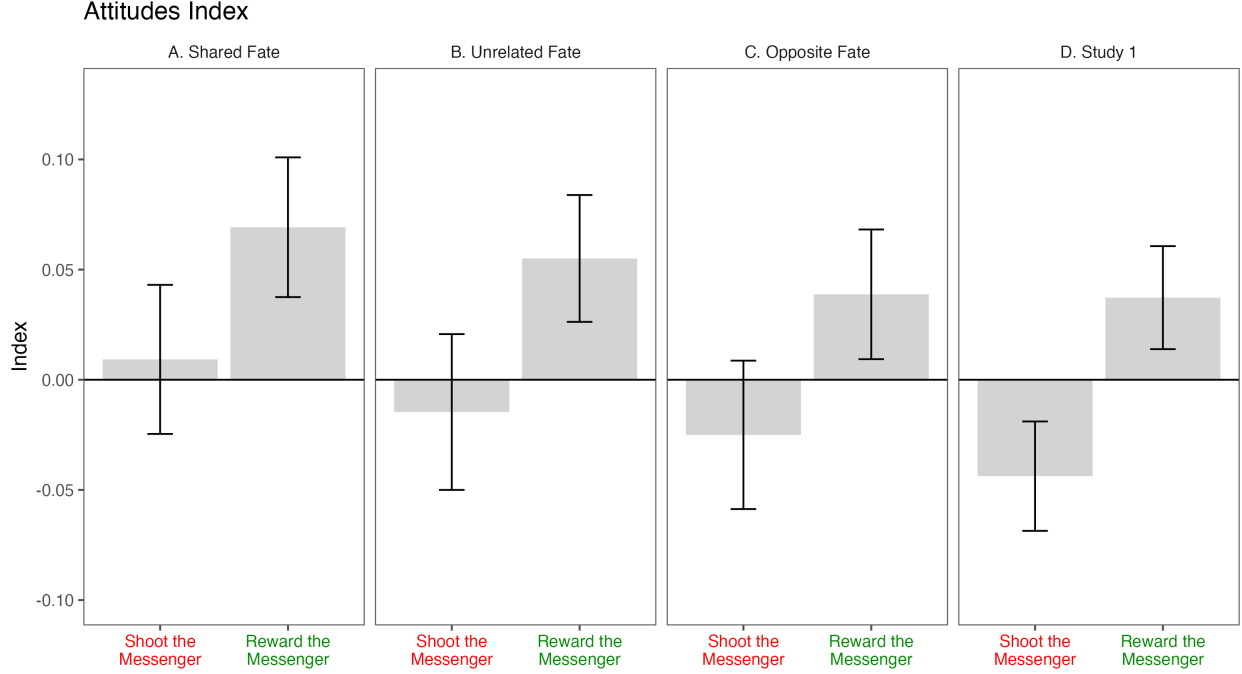 Attitudes Index
A. Shared Fate
B. Unrelated Fate
C. Opposite Fate
D. Study 1
Index
0.10
0.05
0.00
-0.05
-0.10
Shoot the
Messenger
Reward the
Messenger
Shoot the
Messenger
Reward the
Messenger
Shoot the
Messenger
Reward the
Messenger
Shoot the
Messenger
Reward the
Messenger